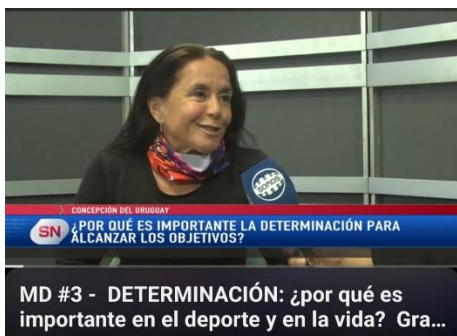 CONCEPCIÓN DEL URUGUAY
SN
¿POR QUÉ ES IMPORTANTE LA DETERMINACIÓN PARA
ALCANZAR LOS OBJETIVOS?
MD #3 - DETERMINACIÓN: ¿por qué es
importante en el deporte y en la vida? Gra...